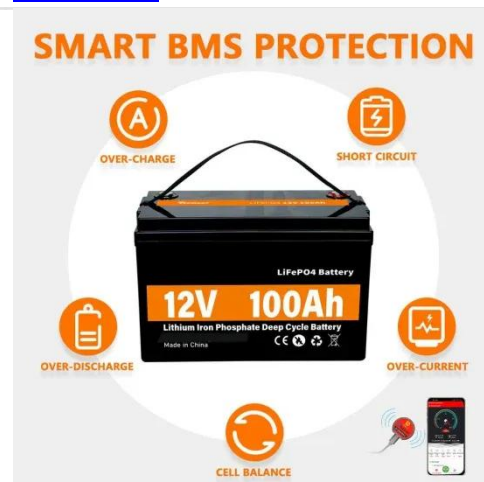 SMART BMS PROTECTION
OVER-CHARGE
SHORT CIRCUIT
LiFePO4 Battery
12V 100Ah
Lithium Iron Phosphate Deep Cycle Battery
Made in China
CE
OVER-DISCHARGE
OVER-CURRENT
CELL BALANCE